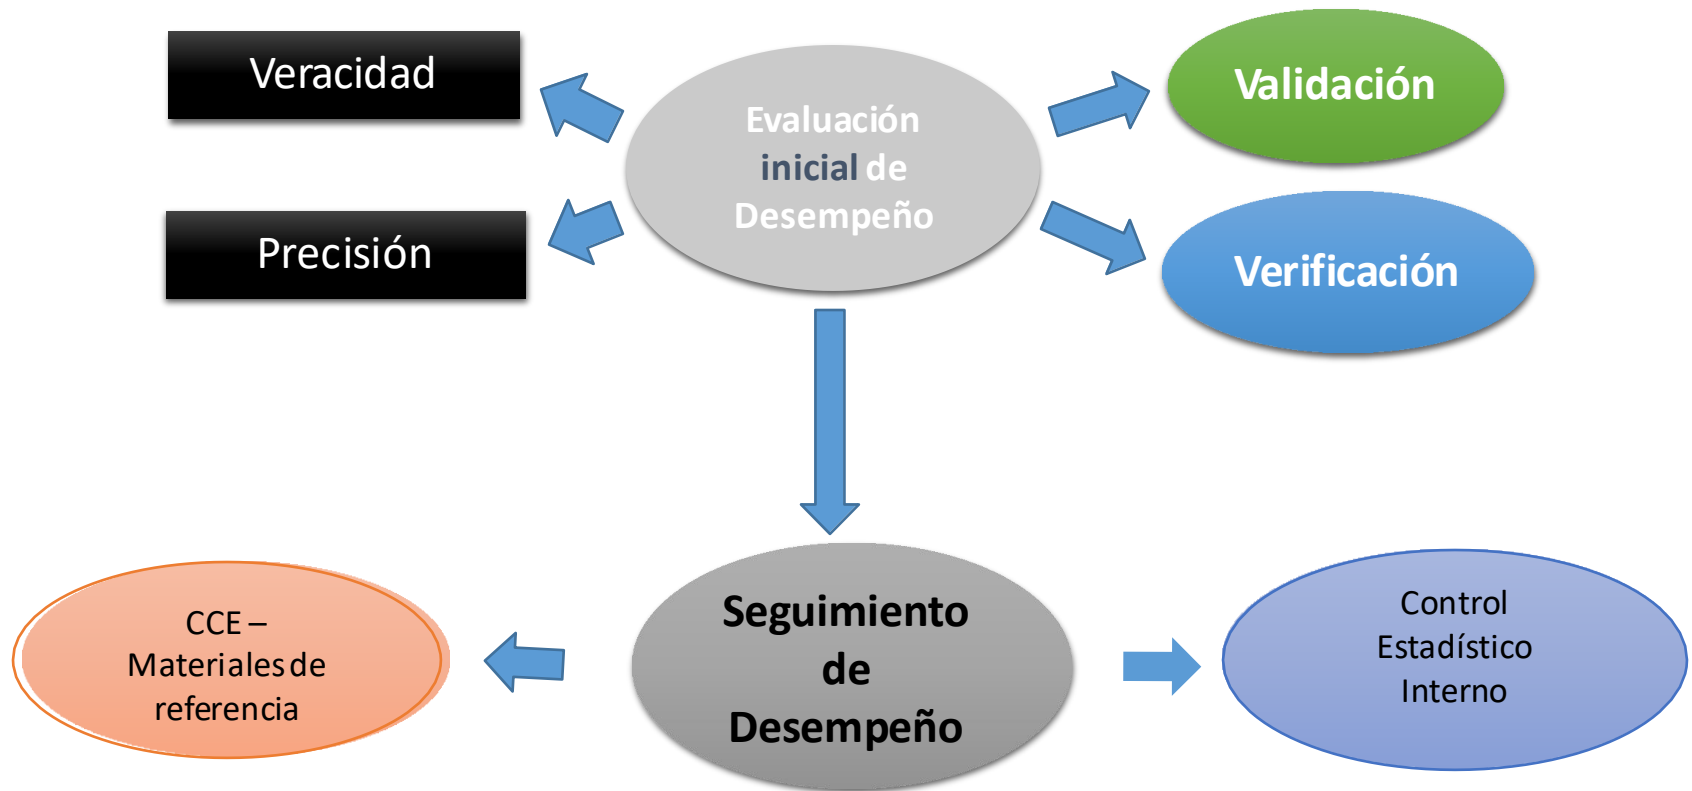 Veracidad
Precisión
Evaluación
inicial de
Desempeño
Validación
Verificación
Seguimiento
de
Desempeño
CCE –
Materiales de
referencia
Control
Estadístico
Interno